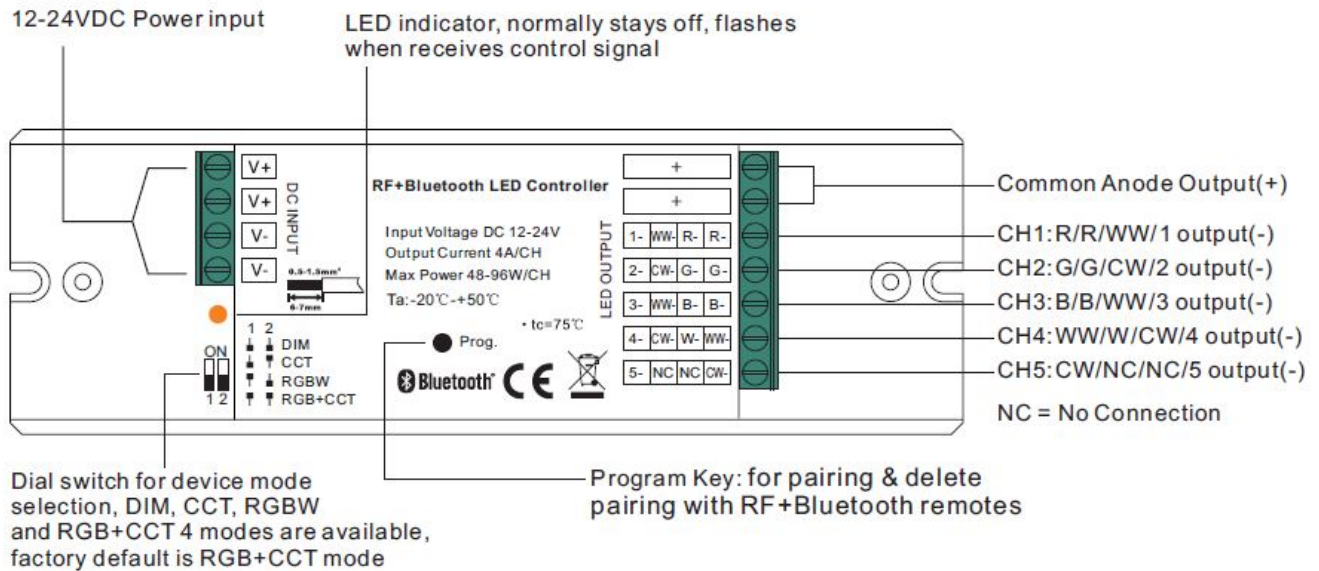 12-24VDC Power input
LED indicator, normally stays off, flashes
when receives control signal
V+
V+
V-
V-
DC INPUT
0.5-1.5mm²
6-7mm
RF+Bluetooth LED Controller
Input Voltage DC 12-24V
Output Current 4A/CH
Max Power 48-96W/CH
Ta:-20℃-+50℃
• tc=75℃
Prog.
Bluetooth®
CE
1 2
DIM
CCT
RGBW
RGB+CCT
ON
1 2
LED OUTPUT
+
+
1- WW- R- R-
2- CW- G- G-
3- WW- B- B-
4- CW- W- WW-
5- NC NC CW-
Common Anode Output(+)
CH1:R/R/WW/1 output(-)
CH2:G/G/CW/2 output(-)
CH3:B/B/WW/3 output(-)
CH4:WW/W/CW/4 output(-)
CH5:CW/NC/NC/5 output(-)
NC = No Connection
Dial switch for device mode
selection, DIM, CCT, RGBW
and RGB+CCT 4 modes are available,
factory default is RGB+CCT mode
Program Key: for pairing & delete
pairing with RF+Bluetooth remotes